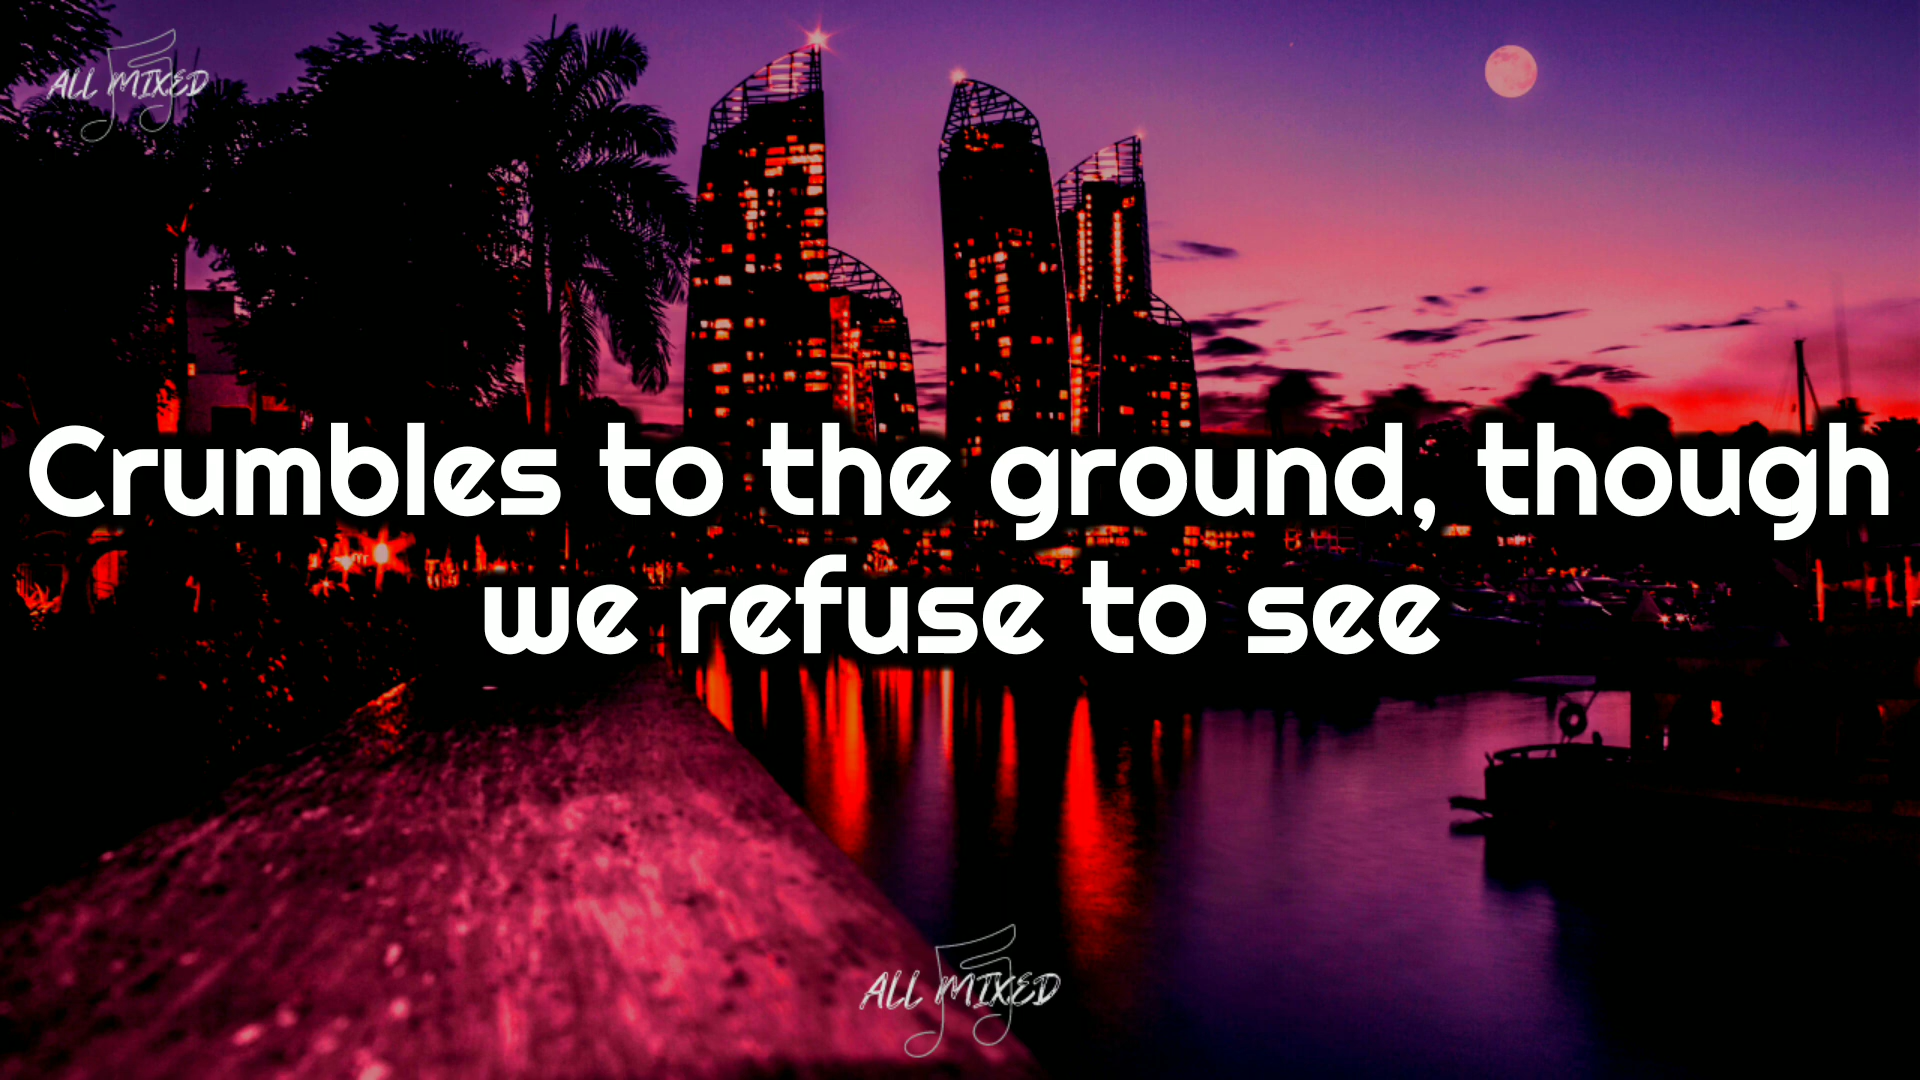 ALL MIXED
Crumbles to the ground, though
we refuse to see
ALL MIXED